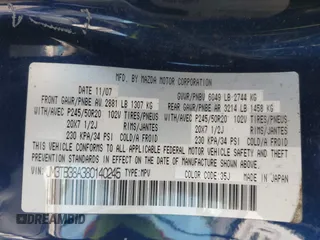 MFD. BY MAZDA MOTOR CORPORATION
DATE 11/07 GVWR/PNBV 6049 LB-2744 KG
FRONT GAWR/PNBE AV 2881 LB 1307 KG REAR GAWR/PNBE AR 3214 LB 1458 KG
WITH/AVEC P245/50R20 102V TIRES/PNEUS WITH/AVEC P245/50R20 102V TIRES/PNEUS
20X7 1/2J RIMS/JANTES 20X7 1/2J RIMS/JANTES
230 KPA/34 PSI COLD/A FROID 230 KPA/34 PSI COLD/A FROID
THIS VEHICLE CONFORMS TO ALL APPLICABLE FEDERAL MOTOR VEHICLE SAFETY
STANDARDS IN EFFECT ON THE DATE OF MANUFACTURE SHOWN ABOVE.
VIN: JM3TB38A380140245 TYPE:MPV
COLOR CODE:35J MADE IN JAPAN